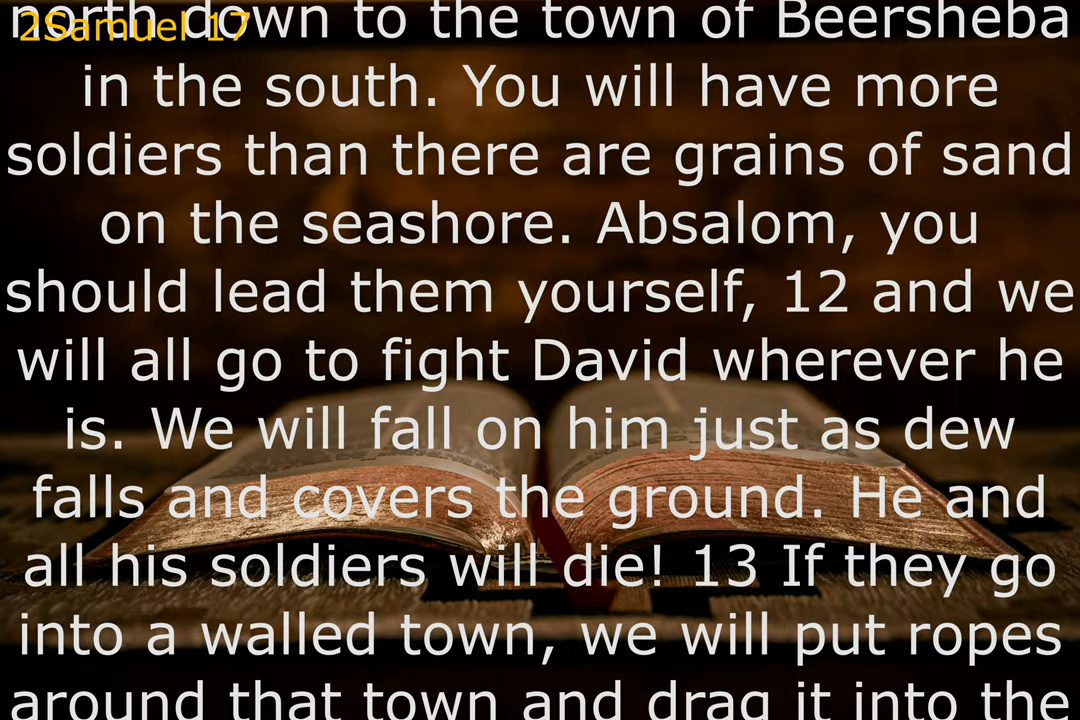 2Samuel 17
north down to the town of Beersheba
in the south. You will have more
soldiers than there are grains of sand
on the seashore. Absalom, you
should lead them yourself, 12 and we
will all go to fight David wherever he
is. We will fall on him just as dew
falls and covers the ground. He and
all his soldiers will die! 13 If they go
into a walled town, we will put ropes
around that town and drag it into the